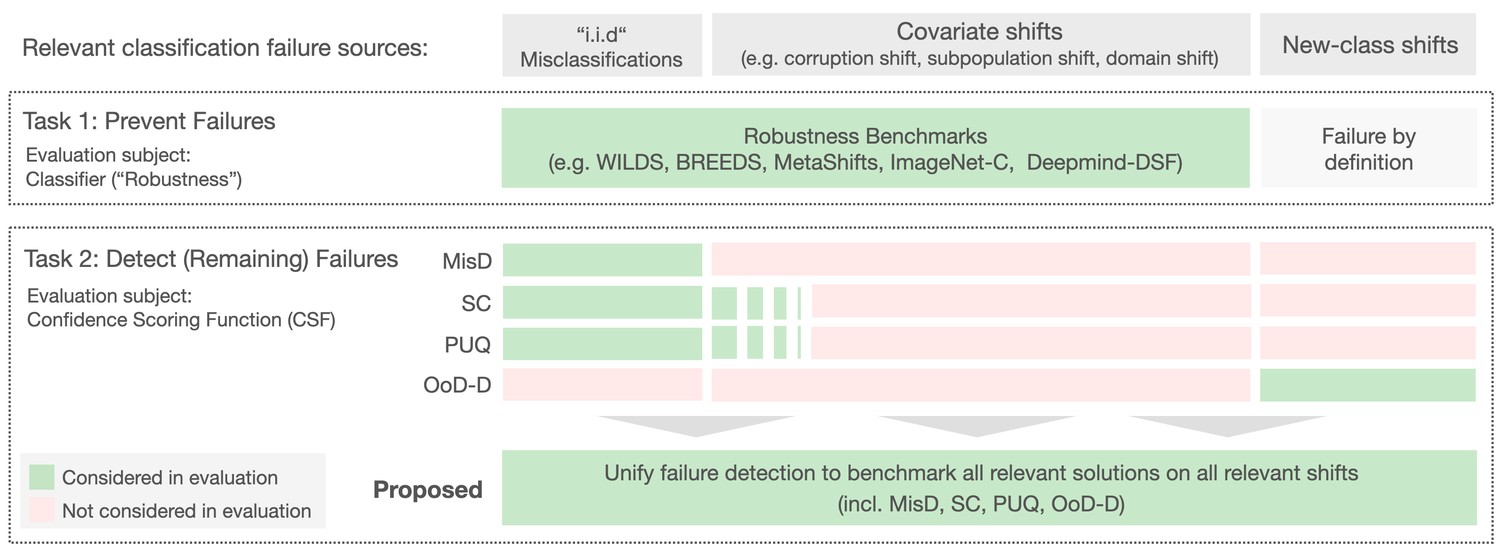 Relevant classification failure sources:
“i.i.d“
Misclassifications
Covariate shifts
(e.g. corruption shift, subpopulation shift, domain shift)
New-class shifts
Task 1: Prevent Failures
Evaluation subject:
Classifier (“Robustness”)
Robustness Benchmarks
(e.g. WILDS, BREEDS, MetaShifts, ImageNet-C, Deepmind-DSF)
Failure by
definition
Task 2: Detect (Remaining) Failures
Evaluation subject:
Confidence Scoring Function (CSF)
MisD
SC
PUQ
OoD-D
Considered in evaluation
Not considered in evaluation
Proposed
Unify failure detection to benchmark all relevant solutions on all relevant shifts
(incl. MisD, SC, PUQ, OoD-D)